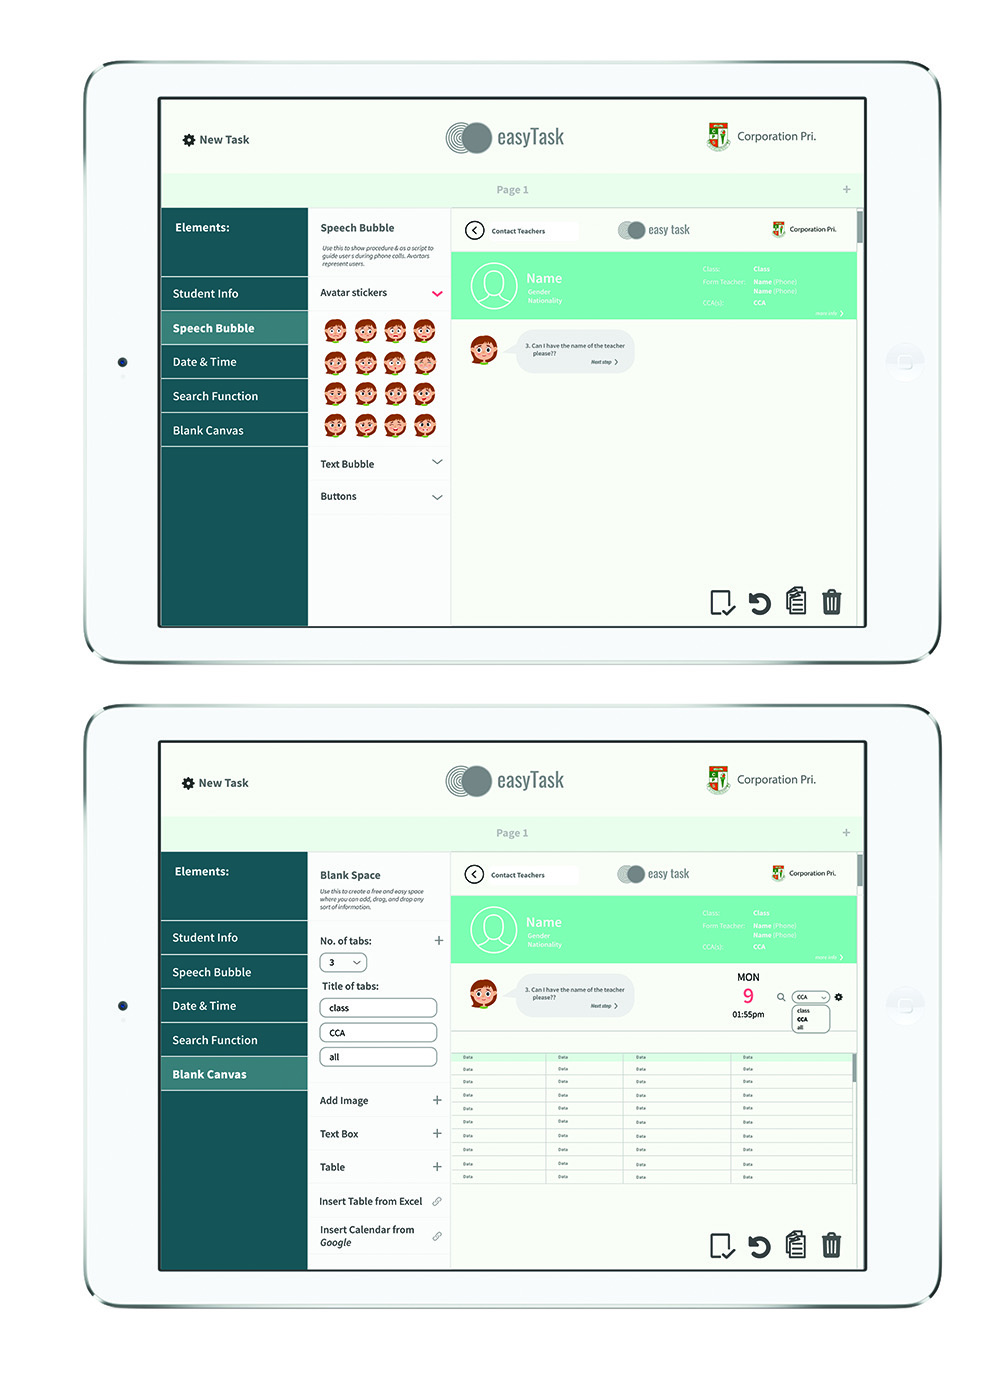 New Task
easyTask
Corporation Pri.
Page 1
+
Elements:
Student Info
Speech Bubble
Date & Time
Search Function
Blank Canvas
Speech Bubble
Use this to show procedure & as a script to
guide user s during phone calls. Avartars
represent users.
Avatar stickers
Text Bubble
Buttons
Contact Teachers
easy task
Corporation Pri.
Name
Gender
Nationality
Class: Class
Form Teacher: Name (Phone)
Name (Phone)
CCA(s): CCA
more info
3. Can I have the name of the teacher
please??
Next step
New Task
easyTask
Corporation Pri.
Page 1
+
Elements:
Student Info
Speech Bubble
Date & Time
Search Function
Blank Canvas
Blank Space
Use this to create a free and easy space
where you can add, drag, and drop any
sort of information.
No. of tabs: +
3
Title of tabs:
class
CCA
all
Add Image +
Text Box +
Table +
Insert Table from Excel
Insert Calendar from
Google
Contact Teachers
easy task
Corporation Pri.
Name
Gender
Nationality
Class: Class
Form Teacher: Name (Phone)
Name (Phone)
CCA(s): CCA
more info
3. Can I have the name of the teacher
please??
Next step
MON
9
01:55pm
CCA
class
CCA
all
Data Data Data Data
Data Data Data Data
Data Data Data Data
Data Data Data Data
Data Data Data Data
Data Data Data Data
Data Data Data Data
Data Data Data Data
Data Data Data Data
Data Data Data Data